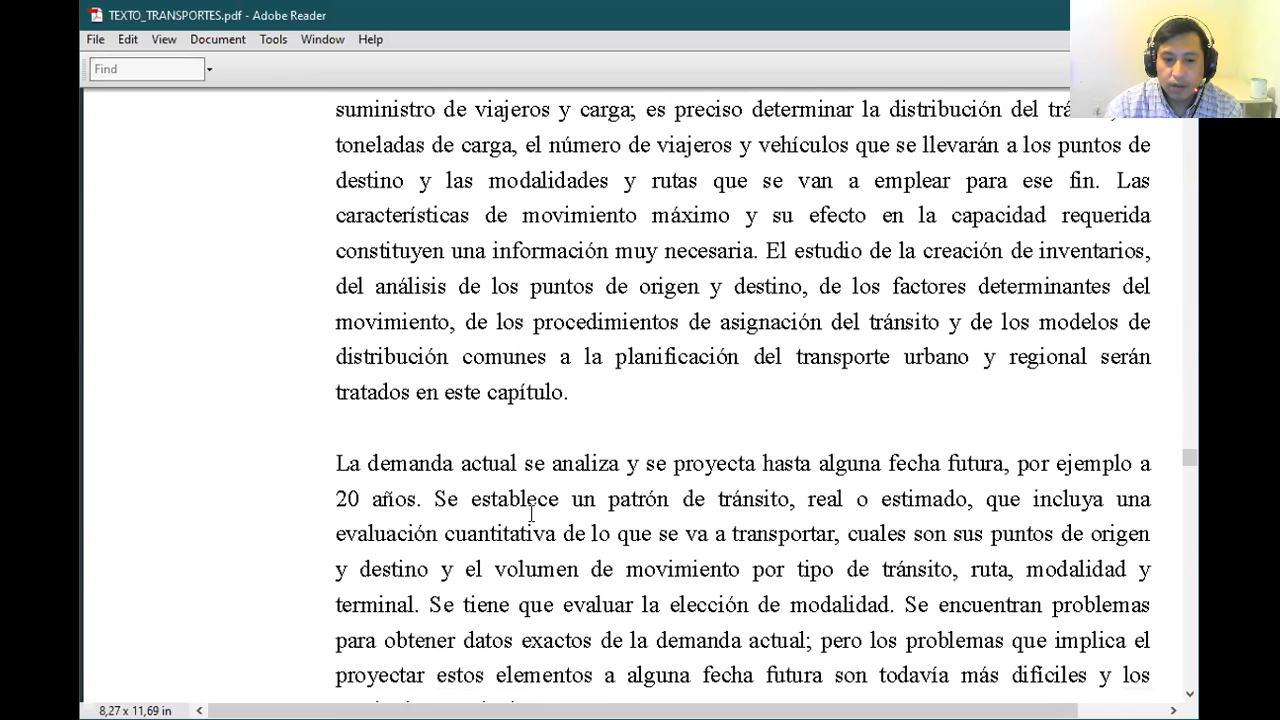 TEXTO_TRANSPORTES.pdf - Adobe Reader
File Edit View Document Tools Window Help
Find
suministro de viajeros y carga; es preciso determinar la distribución del
toneladas de carga, el número de viajeros y vehículos que se llevarán a los puntos de
destino y las modalidades y rutas que se van a emplear para ese fin. Las
características de movimiento máximo y su efecto en la capacidad requerida
constituyen una información muy necesaria. El estudio de la creación de inventarios,
del análisis de los puntos de origen y destino, de los factores determinantes del
movimiento, de los procedimientos de asignación del tránsito y de los modelos de
distribución comunes a la planificación del transporte urbano y regional serán
tratados en este capítulo.
La demanda actual se analiza y se proyecta hasta alguna fecha futura, por ejemplo a
20 años. Se establece un patrón de tránsito, real o estimado, que incluya una
evaluación cuantitativa de lo que se va a transportar, cuales son sus puntos de origen
y destino y el volumen de movimiento por tipo de tránsito, ruta, modalidad y
terminal. Se tiene que evaluar la elección de modalidad. Se encuentran problemas
para obtener datos exactos de la demanda actual; pero los problemas que implica el
proyectar estos elementos a alguna fecha futura son todavía más difíciles y los
8,27 x 11,69 in